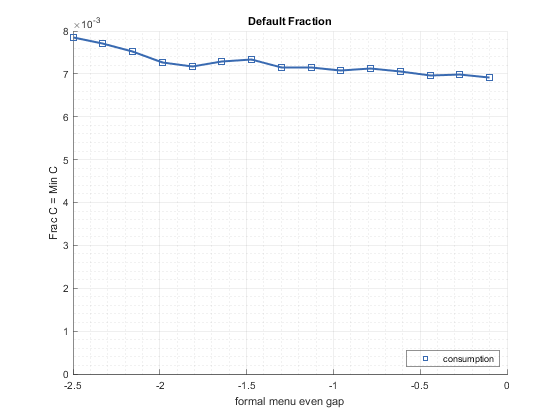 Default Fraction
×10⁻³
8
7
6
5
4
3
2
1
0
Frac C = Min C
-2.5 -2 -1.5 -1 -0.5 0
formal menu even gap
consumption